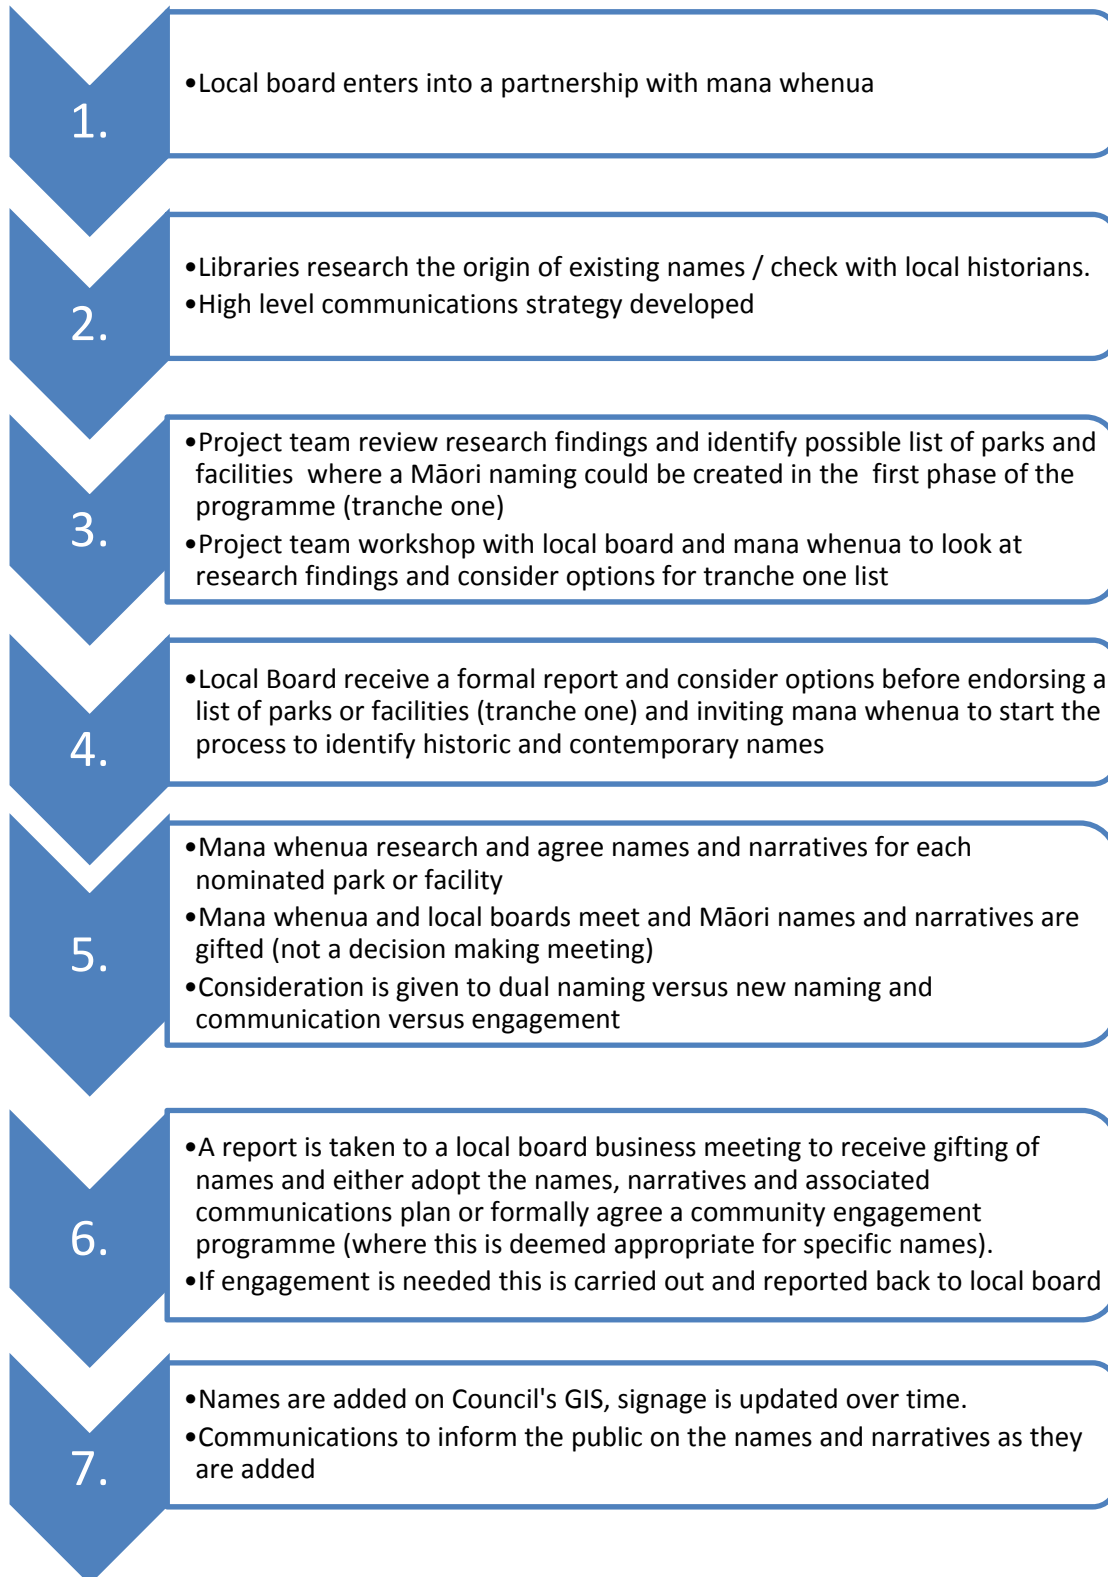 1.
•Local board enters into a partnership with mana whenua
2.
•Libraries research the origin of existing names / check with local historians.
•High level communications strategy developed
3.
•Project team review research findings and identify possible list of parks and
facilities where a Māori naming could be created in the first phase of the
programme (tranche one)
•Project team workshop with local board and mana whenua to look at
research findings and consider options for tranche one list
4.
•Local Board receive a formal report and consider options before endorsing a
list of parks or facilities (tranche one) and inviting mana whenua to start the
process to identify historic and contemporary names
5.
•Mana whenua research and agree names and narratives for each
nominated park or facility
•Mana whenua and local boards meet and Māori names and narratives are
gifted (not a decision making meeting)
•Consideration is given to dual naming versus new naming and
communication versus engagement
6.
•A report is taken to a local board business meeting to receive gifting of
names and either adopt the names, narratives and associated
communications plan or formally agree a community engagement
programme (where this is deemed appropriate for specific names).
•If engagement is needed this is carried out and reported back to local board
7.
•Names are added on Council's GIS, signage is updated over time.
•Communications to inform the public on the names and narratives as they
are added